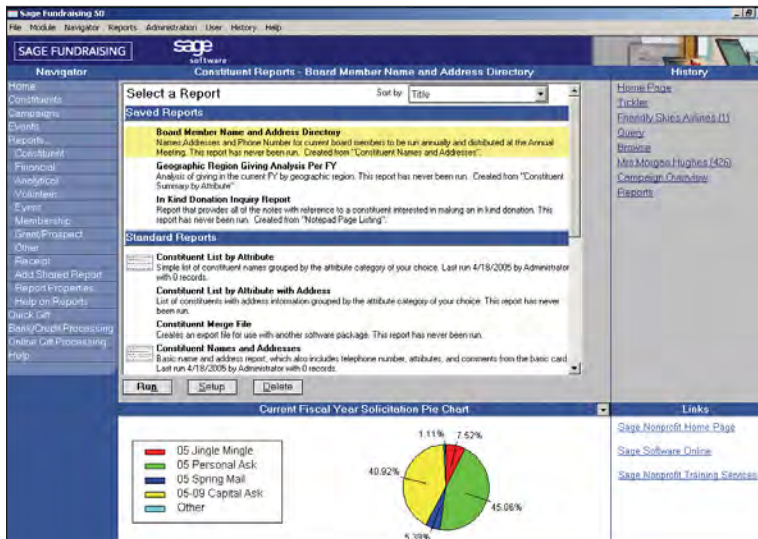 Sage Fundraising 50
File Module Navigator Reports Administration User History Help
SAGE FUNDRAISING
sage
software
Navigator
Constituent Reports - Board Member Name and Address Directory
History
Home
Constituents
Campaigns
Events
Reports
Constituent
Financial
Analytical
Volunteer
Event
Membership
Grant/Prospect
Other
Receipt
Add Shared Report
Report Properties
Help on Reports
Quick Gift
Bank/Credit Processing
Online Gift Processing
Help
Select a Report
Sort by Title
Saved Reports
Board Member Name and Address Directory
Names Addresses and Phone Number for current board members to be run annually and distributed at the Annual
Meeting. This report has never been run. Created from "Constituent Names and Addresses".
Geographic Region Giving Analysis Per FY
Analysis of giving in the current FY by geographic region. This report has never been run. Created from "Constituent
Summary by Attribute"
In Kind Donation Inquiry Report
Report that provides all of the notes with reference to a constituent interested in making an in kind donation. This
report has never been run. Created from "Notepad Page Listing".
Standard Reports
Constituent List by Attribute
Simple list of constituent names grouped by the attribute category of your choice. Last run 4/18/2005 by Administrator
with 0 records.
Constituent List by Attribute with Address
List of constituents with address information grouped by the attribute category of your choice. This report has never
been run.
Constituent Merge File
Creates an export file for use with another software package. This report has never been run.
Constituent Names and Addresses
Basic name and address report, which also includes telephone number, attributes, and comments from the basic card
Last run 4/18/2005 by Administrator with 0 records.
Run Setup Delete
Home Page
Tickler
Friendly Skies Airlines (1)
Query
Browse
Mrs Morgan Hughes (426)
Campaign Overview
Reports
Current Fiscal Year Solicitation Pie Chart
05 Jingle Mingle
05 Personal Ask
05 Spring Mail
05-09 Capital Ask
Other
1.11%
7.52%
40.92%
45.06%
5.39%
Links
Sage Nonprofit Home Page
Sage Software Online
Sage Nonprofit Training Services